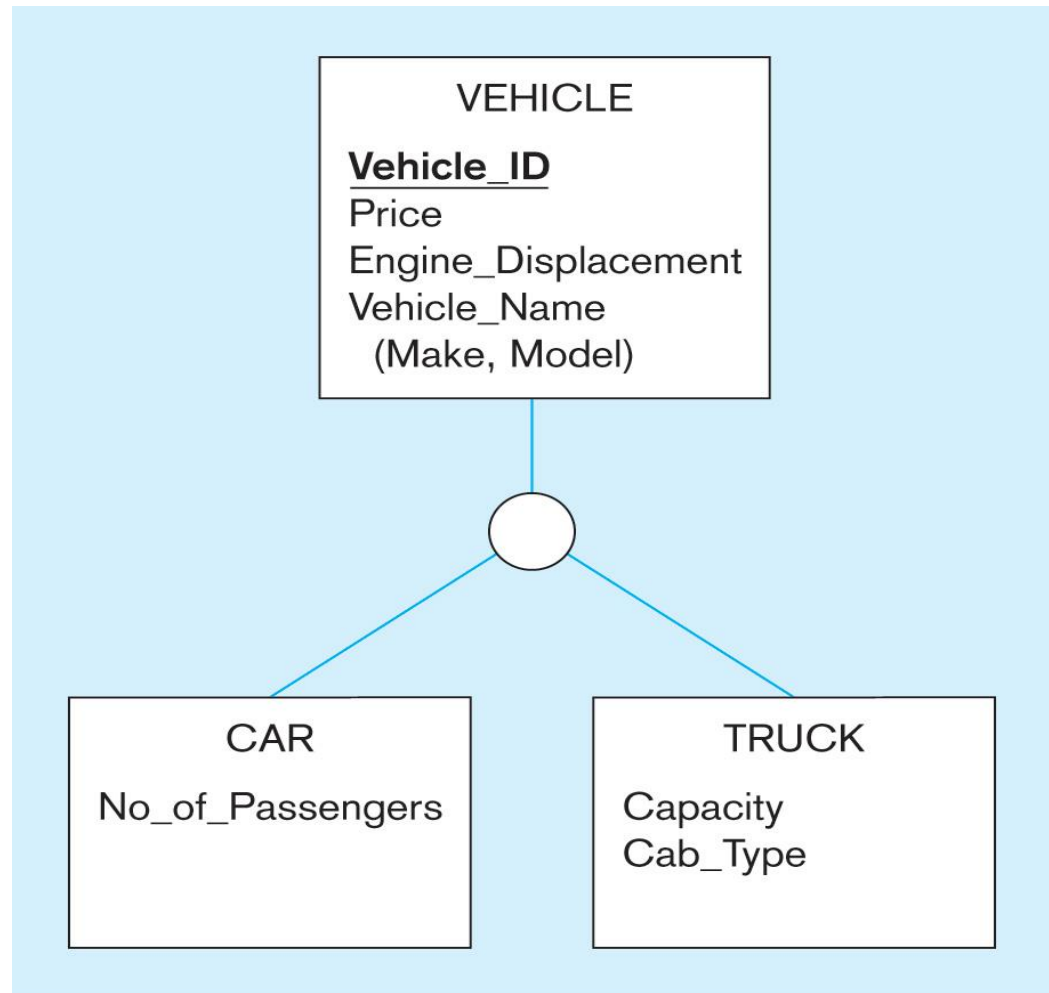 VEHICLE
Vehicle_ID
Price
Engine_Displacement
Vehicle_Name
(Make, Model)
CAR
No_of_Passengers
TRUCK
Capacity
Cab_Type